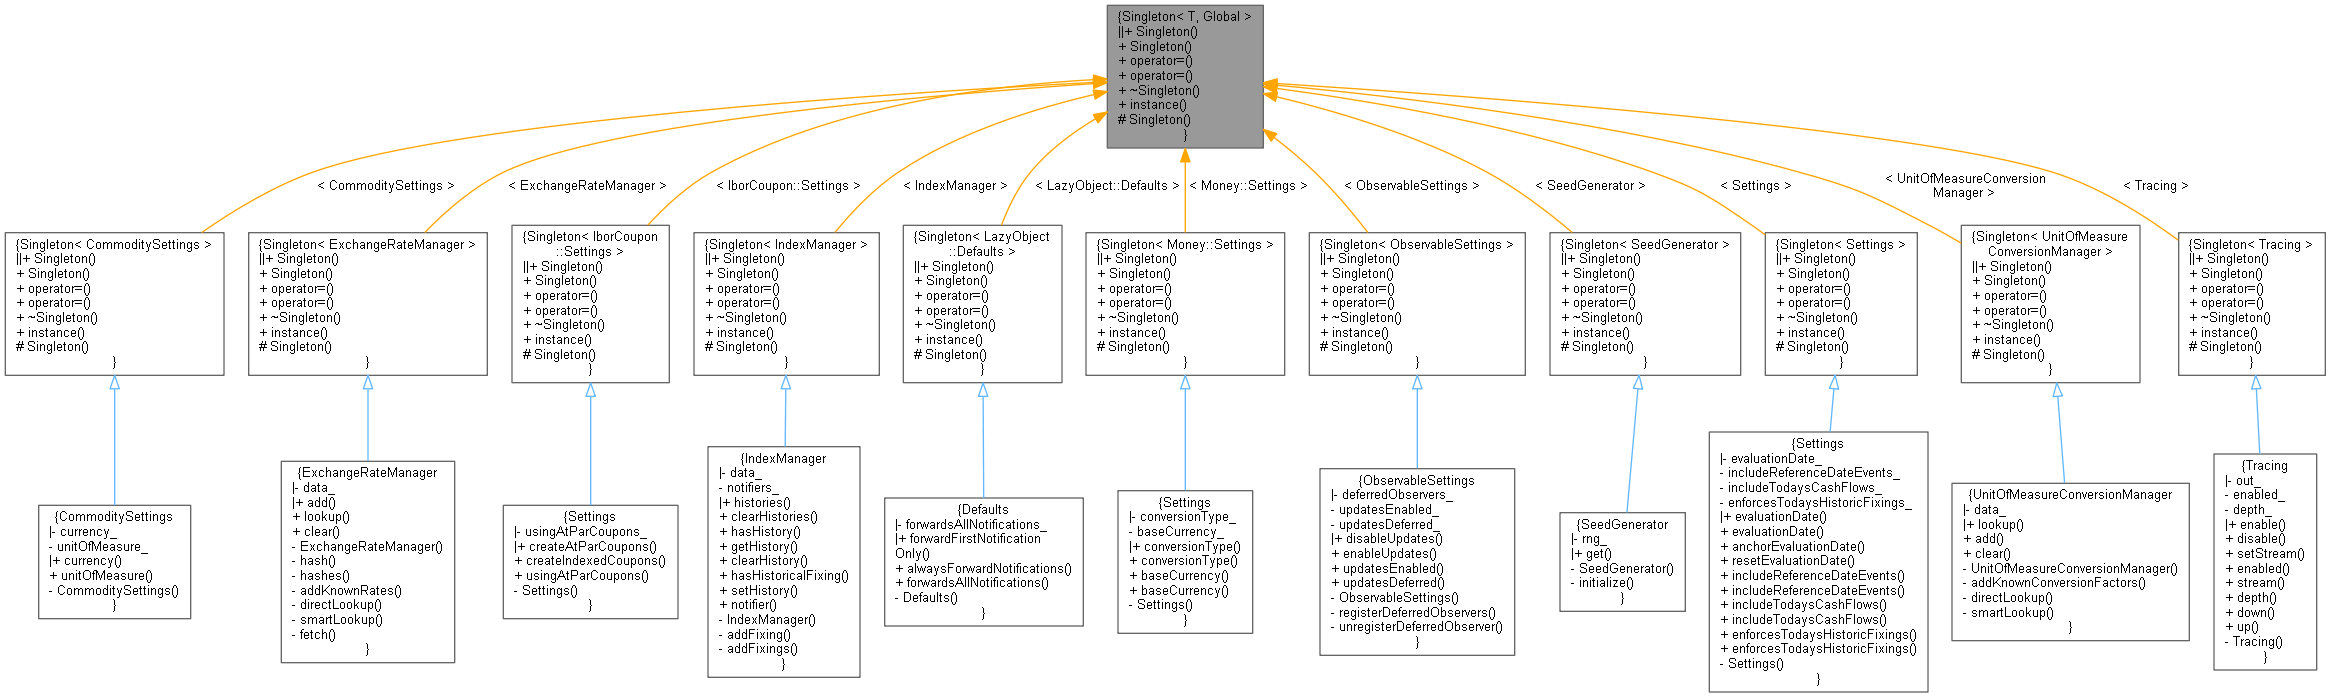 {Singleton< T, Global >
||+ Singleton()
+ Singleton()
+ operator=()
+ operator=()
+ ~Singleton()
+ instance()
# Singleton()
}
< CommoditySettings >
< ExchangeRateManager >
< IborCoupon::Settings >
< IndexManager >
< LazyObject::Defaults >
< Money::Settings >
< ObservableSettings >
< SeedGenerator >
< Settings >
< UnitOfMeasureConversion
Manager >
< Tracing >
{Singleton< CommoditySettings >
||+ Singleton()
+ Singleton()
+ operator=()
+ operator=()
+ ~Singleton()
+ instance()
# Singleton()
}
{Singleton< ExchangeRateManager >
||+ Singleton()
+ Singleton()
+ operator=()
+ operator=()
+ ~Singleton()
+ instance()
# Singleton()
}
{Singleton< IborCoupon
::Settings >
||+ Singleton()
+ Singleton()
+ operator=()
+ operator=()
+ ~Singleton()
+ instance()
# Singleton()
}
{Singleton< IndexManager >
||+ Singleton()
+ Singleton()
+ operator=()
+ operator=()
+ ~Singleton()
+ instance()
# Singleton()
}
{Singleton< LazyObject
::Defaults >
||+ Singleton()
+ Singleton()
+ operator=()
+ operator=()
+ ~Singleton()
+ instance()
# Singleton()
}
{Singleton< Money::Settings >
||+ Singleton()
+ Singleton()
+ operator=()
+ operator=()
+ ~Singleton()
+ instance()
# Singleton()
}
{Singleton< ObservableSettings >
||+ Singleton()
+ Singleton()
+ operator=()
+ operator=()
+ ~Singleton()
+ instance()
# Singleton()
}
{Singleton< SeedGenerator >
||+ Singleton()
+ Singleton()
+ operator=()
+ operator=()
+ ~Singleton()
+ instance()
# Singleton()
}
{Singleton< Settings >
||+ Singleton()
+ Singleton()
+ operator=()
+ operator=()
+ ~Singleton()
+ instance()
# Singleton()
}
{Singleton< UnitOfMeasure
ConversionManager >
||+ Singleton()
+ Singleton()
+ operator=()
+ operator=()
+ ~Singleton()
+ instance()
# Singleton()
}
{Singleton< Tracing >
||+ Singleton()
+ Singleton()
+ operator=()
+ operator=()
+ ~Singleton()
+ instance()
# Singleton()
}
{CommoditySettings
|- currency_
- unitOfMeasure_
|+ currency()
+ unitOfMeasure()
- CommoditySettings()
}
{ExchangeRateManager
|- data_
|+ add()
+ lookup()
+ clear()
- ExchangeRateManager()
- hash()
- hashes()
- addKnownRates()
- directLookup()
- smartLookup()
- fetch()
}
{Settings
|- usingAtParCoupons_
|+ createAtParCoupons()
+ createIndexedCoupons()
+ usingAtParCoupons()
- Settings()
}
{IndexManager
|- data_
- notifiers_
|+ histories()
+ clearHistories()
+ hasHistory()
+ getHistory()
+ clearHistory()
+ hasHistoricalFixing()
+ setHistory()
+ notifier()
- IndexManager()
- addFixing()
- addFixings()
}
{Defaults
|- forwardsAllNotifications_
|+ forwardFirstNotification
Only()
+ alwaysForwardNotifications()
+ forwardsAllNotifications()
- Defaults()
}
{Settings
|- conversionType_
- baseCurrency_
|+ conversionType()
+ conversionType()
+ baseCurrency()
+ baseCurrency()
- Settings()
}
{ObservableSettings
|- deferredObservers_
- updatesEnabled_
- updatesDeferred_
|+ disableUpdates()
+ enableUpdates()
+ updatesEnabled()
+ updatesDeferred()
- ObservableSettings()
- registerDeferredObservers()
- unregisterDeferredObserver()
}
{SeedGenerator
|- rng_
|+ get()
- SeedGenerator()
- initialize()
}
{Settings
|- evaluationDate_
- includeReferenceDateEvents_
- includeTodaysCashFlows_
- enforcesTodaysHistoricFixings_
|+ evaluationDate()
+ evaluationDate()
+ anchorEvaluationDate()
+ resetEvaluationDate()
+ includeReferenceDateEvents()
+ includeReferenceDateEvents()
+ includeTodaysCashFlows()
+ includeTodaysCashFlows()
+ enforcesTodaysHistoricFixings()
+ enforcesTodaysHistoricFixings()
- Settings()
}
{UnitOfMeasureConversionManager
|- data_
|+ lookup()
+ add()
+ clear()
- UnitOfMeasureConversionManager()
- addKnownConversionFactors()
- directLookup()
- smartLookup()
}
{Tracing
|- out_
- enabled_
- depth_
|+ enable()
+ disable()
+ setStream()
+ enabled()
+ stream()
+ depth()
+ down()
+ up()
- Tracing()
}